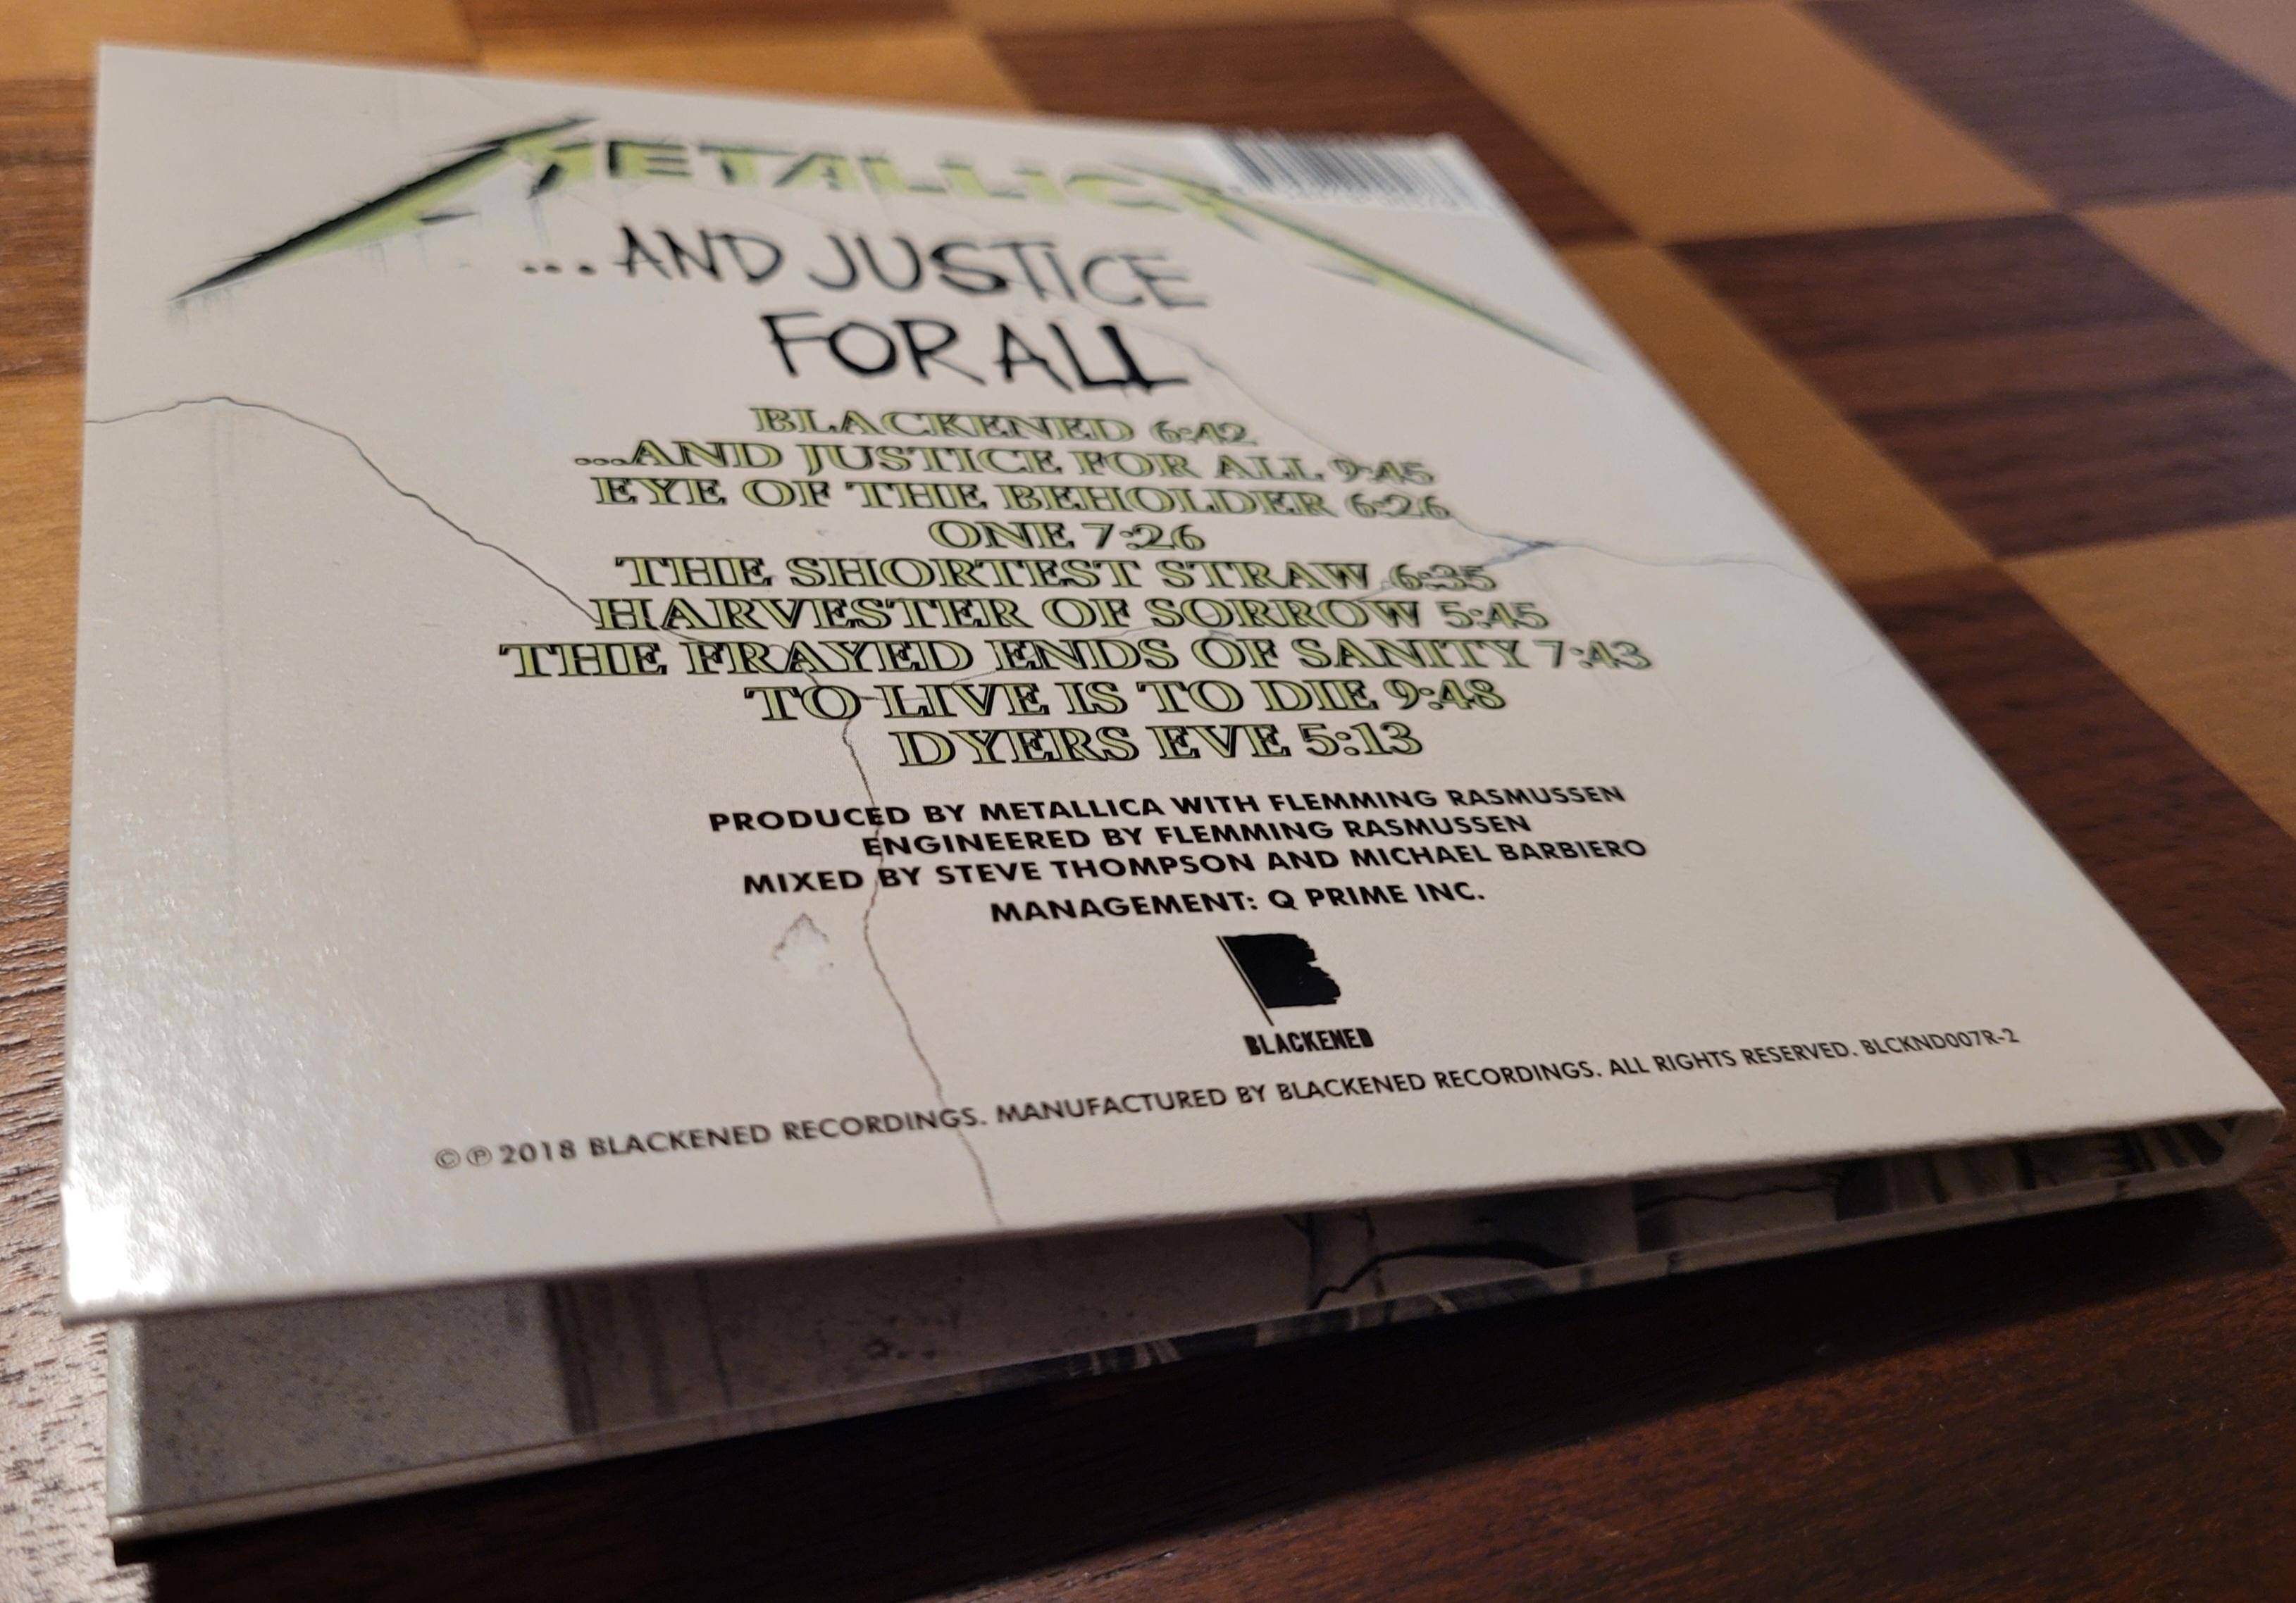 METALLICA
...AND JUSTICE
FOR ALL
BLACKENED 6:42
...AND JUSTICE FOR ALL 9:45
EYE OF THE BEHOLDER 6:26
ONE 7:26
THE SHORTEST STRAW 6:35
HARVESTER OF SORROW 5:45
THE FRAYED ENDS OF SANITY 7:43
TO LIVE IS TO DIE 9:48
DYERS EVE 5:13
PRODUCED BY METALLICA WITH FLEMMING RASMUSSEN
ENGINEERED BY FLEMMING RASMUSSEN
MIXED BY STEVE THOMPSON AND MICHAEL BARBIERO
MANAGEMENT: Q PRIME INC.
BLACKENED
©℗ 2018 BLACKENED RECORDINGS. MANUFACTURED BY BLACKENED RECORDINGS. ALL RIGHTS RESERVED. BLCKND007R-2